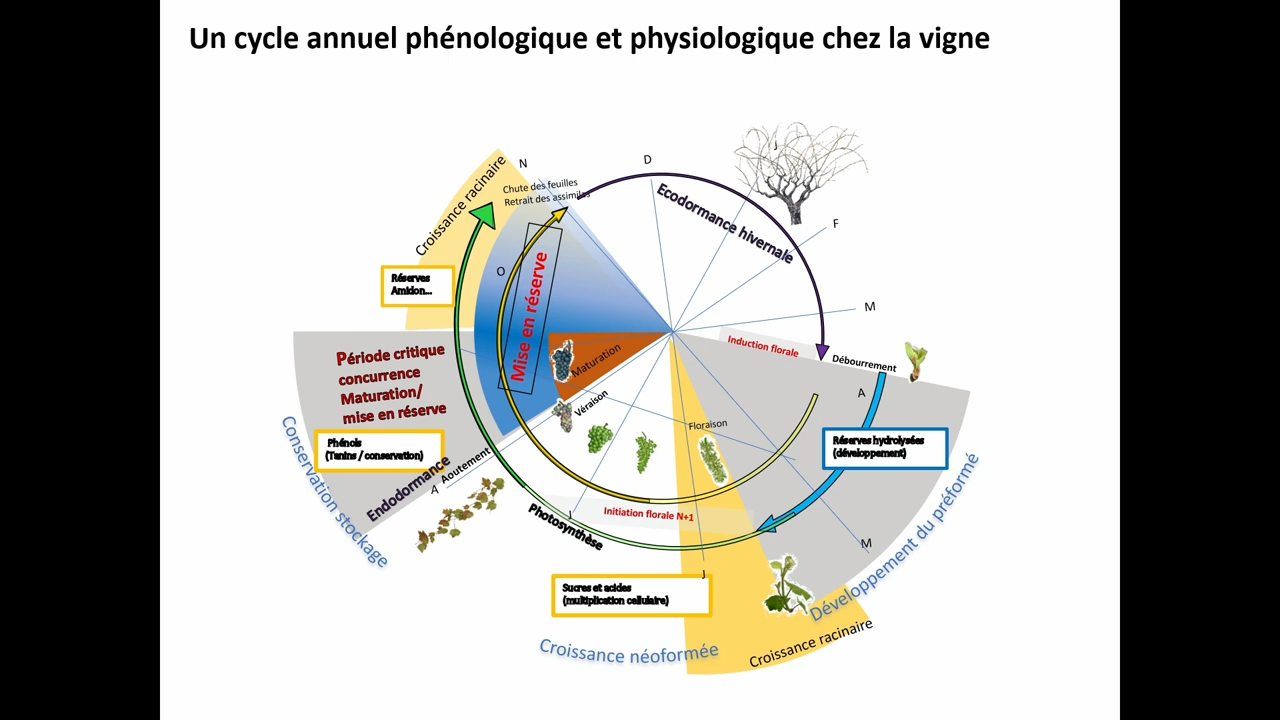 Un cycle annuel phénologique et physiologique chez la vigne
N
D
J
Croissance racinaire
Chute des feuilles
Retrait des assimilés
Ecodormance hivernale
F
O
Réserves
Amidon...
Mise en réserve
M
Induction florale
Débourrement
Période critique
concurrence
Maturation/
mise en réserve
Maturation
Véraison
A
Floraison
Phénols
(Tanins / conservation)
Réserves hydrolysées
(développement)
Conservation stockage
Endodormance
A
Aoutement
Photosynthèse
J
Initiation florale N+1
M
Développement du préformé
J
Sucres et acides
(multiplication cellulaire)
Croissance néoformée
Croissance racinaire